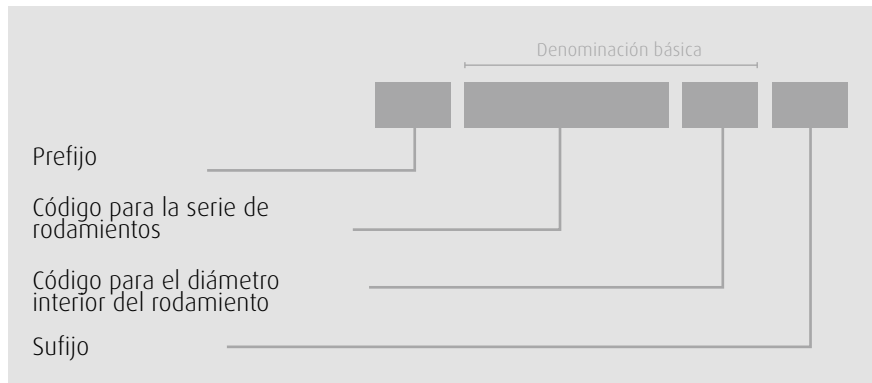 Denominación básica
Prefijo
Código para la serie de
rodamientos
Código para el diámetro
interior del rodamiento
Sufijo